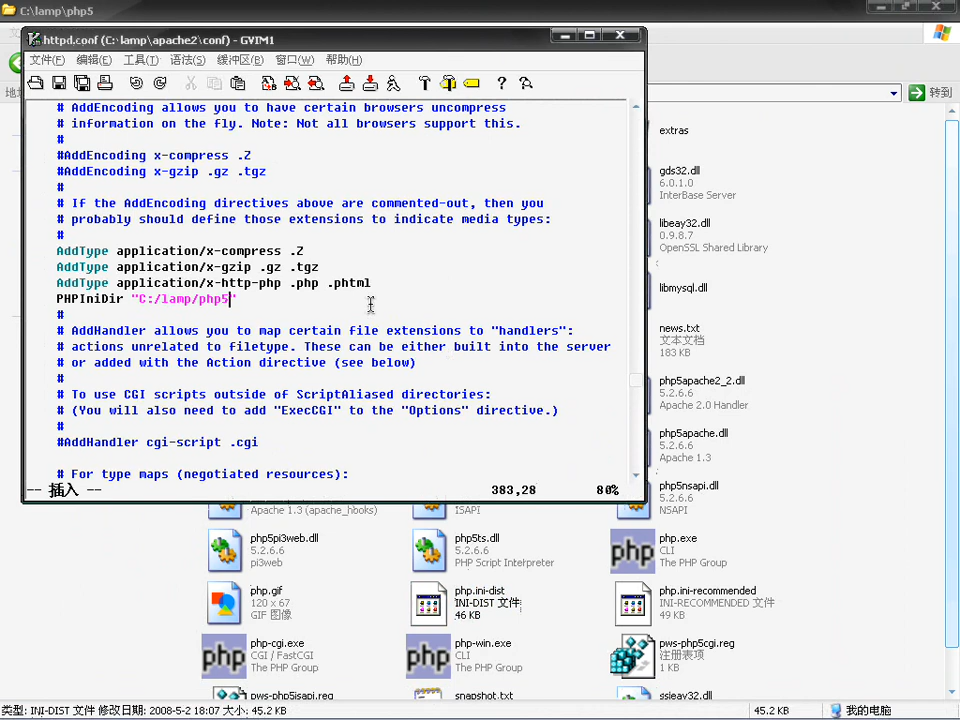 C:\lamp\php5
httpd.conf (C:\lamp\apache2\conf) - GVIM1
文件(F) 编辑(E) 工具(T) 语法(S) 缓冲区(B) 窗口(W) 帮助(H)
转到
# AddEncoding allows you to have certain browsers uncompress
# information on the fly. Note: Not all browsers support this.
#
#AddEncoding x-compress .Z
#AddEncoding x-gzip .gz .tgz
#
# If the AddEncoding directives above are commented-out, then you
# probably should define those extensions to indicate media types:
#
AddType application/x-compress .Z
AddType application/x-gzip .gz .tgz
AddType application/x-http-php .php .phtml
PHPIniDir "C:/lamp/php5"
#
# AddHandler allows you to map certain file extensions to "handlers":
# actions unrelated to filetype. These can be either built into the server
# or added with the Action directive (see below)
#
# To use CGI scripts outside of ScriptAliased directories:
# (You will also need to add "ExecCGI" to the "Options" directive.)
#
#AddHandler cgi-script .cgi
# For type maps (negotiated resources):
-- 插入 --
383,28
80%
extras
gds32.dll
6.0.1.0
InterBase Server
libeay32.dll
0.9.8.7
OpenSSL Shared Library
libmysql.dll
news.txt
文本文档
183 KB
php5apache2_2.dll
5.2.6.6
Apache 2.0 Handler
php5apache.dll
5.2.6.6
Apache 1.3
php5nsapi.dll
5.2.6.6
NSAPI
Apache 1.3 (apache_hooks)
ISAPI
php5pi3web.dll
5.2.6.6
pi3web
php5ts.dll
5.2.6.6
PHP Script Interpreter
php.exe
CLI
The PHP Group
php.gif
120 x 67
GIF 图像
php.ini-dist
INI-DIST 文件
46 KB
php.ini-recommended
INI-RECOMMENDED 文件
49 KB
php-cgi.exe
CGI / FastCGI
The PHP Group
php-win.exe
CLI
The PHP Group
pws-php5cgi.reg
注册表项
1 KB
pws-php5isapi.reg
snapshot.txt
ssleay32.dll
类型: INI-DIST 文件 修改日期: 2008-5-2 18:07 大小: 45.2 KB
45.2 KB
我的电脑